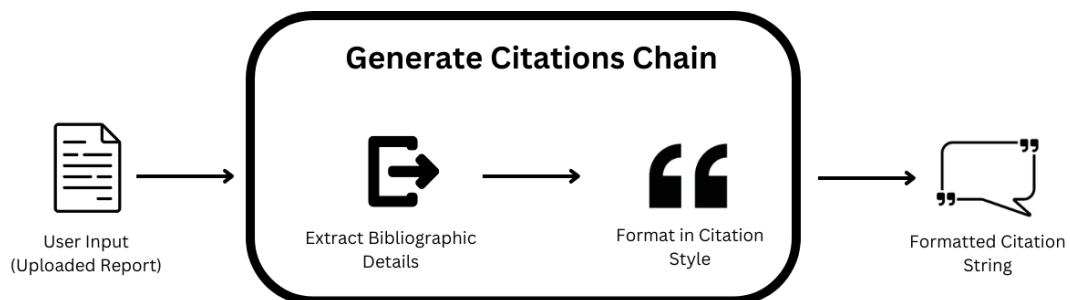 Generate Citations Chain
User Input
(Uploaded Report)
Extract Bibliographic
Details
Format in Citation
Style
Formatted Citation
String